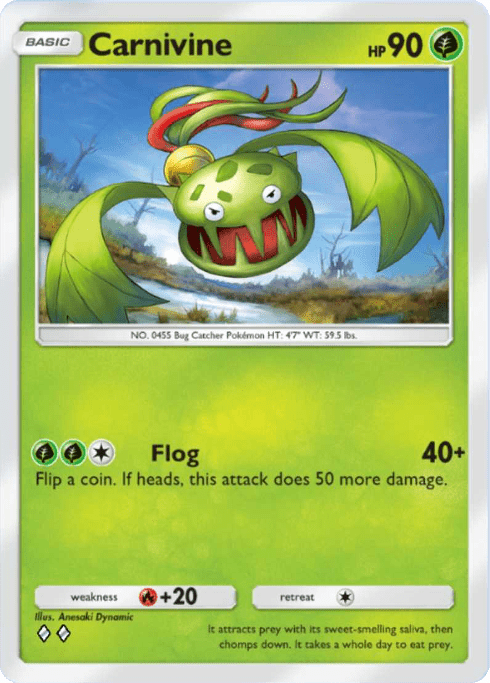 BASIC Carnivine HP 90
NO. 0455 Bug Catcher Pokémon HT: 4'7" WT: 59.5 lbs.
Flog 40+
Flip a coin. If heads, this attack does 50 more damage.
weakness +20 retreat
Illus. Anesaki Dynamic
It attracts prey with its sweet-smelling saliva, then
chomps down. It takes a whole day to eat prey.